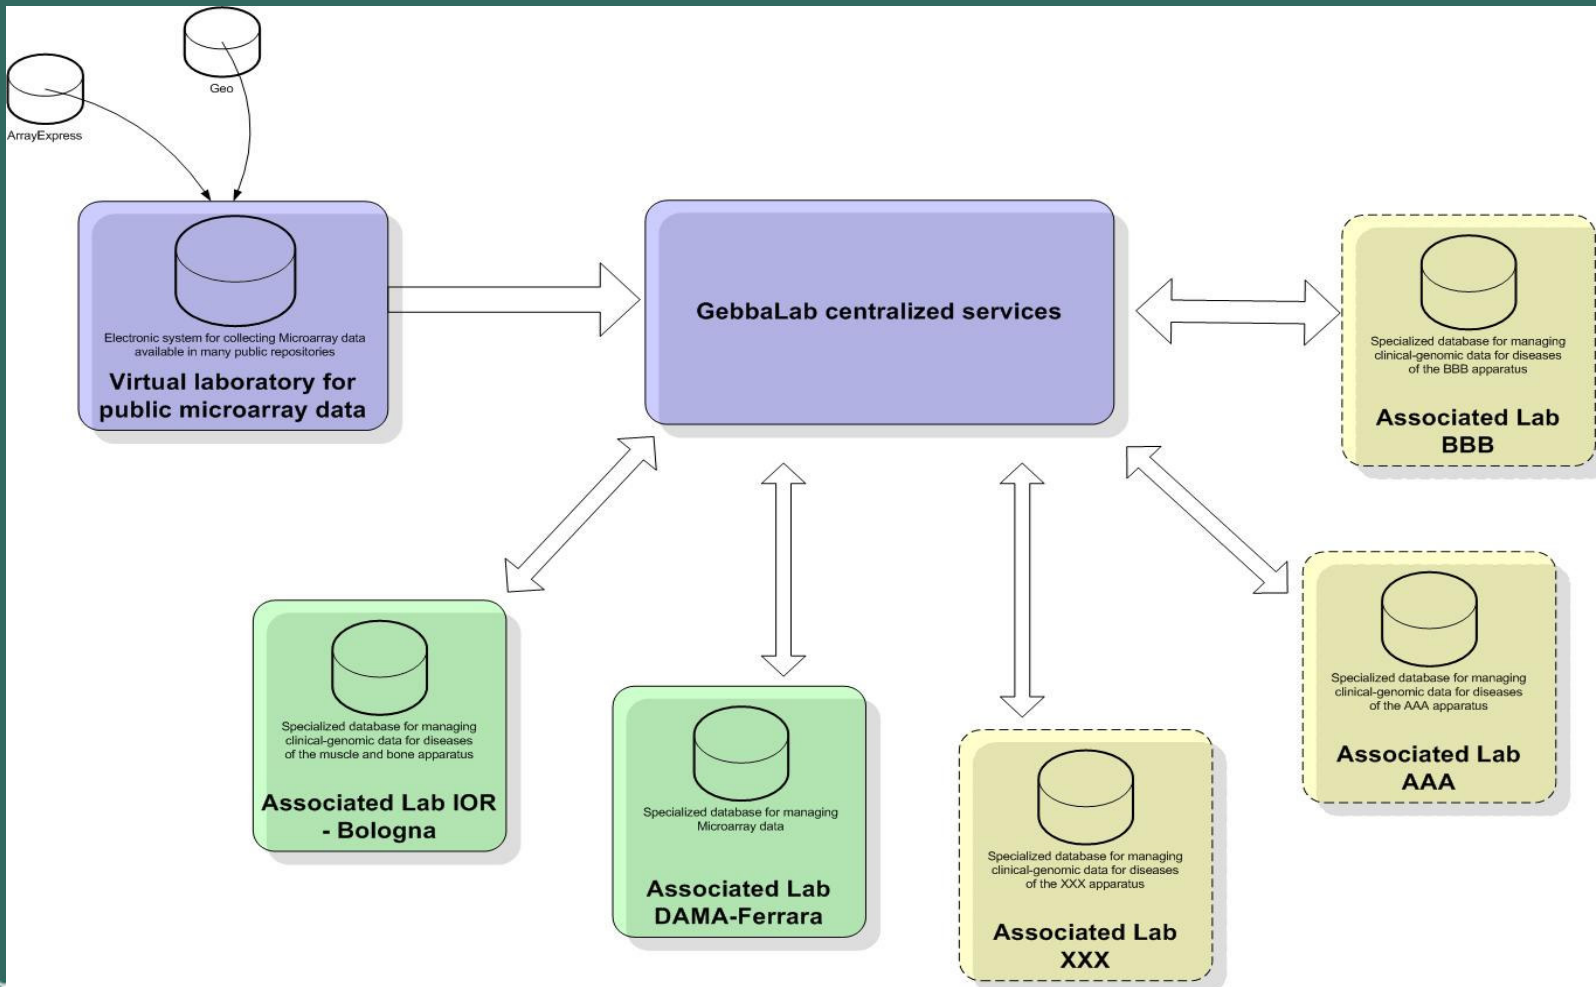 Geo
ArrayExpress
Electronic system for collecting Microarray data
available in many public repositories
Virtual laboratory for
public microarray data
GebbaLab centralized services
Specialized database for managing
clinical-genomic data for diseases
of the BBB apparatus
Associated Lab
BBB
Specialized database for managing
clinical-genomic data for diseases
of the muscle and bone apparatus
Associated Lab IOR
- Bologna
Specialized database for managing
Microarray data
Associated Lab
DAMA-Ferrara
Specialized database for managing
clinical-genomic data for diseases
of the XXX apparatus
Associated Lab
XXX
Specialized database for managing
clinical-genomic data for diseases
of the AAA apparatus
Associated Lab
AAA